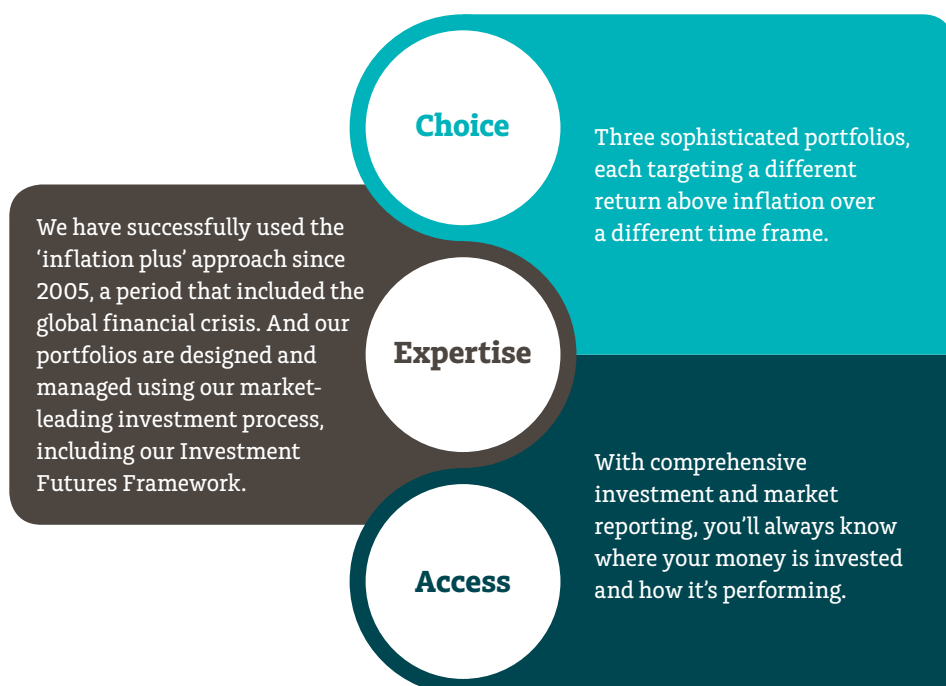 Choice
Three sophisticated portfolios,
each targeting a different
return above inflation over
a different time frame.
We have successfully used the
‘inflation plus’ approach since
2005, a period that included the
global financial crisis. And our
portfolios are designed and
managed using our market-
leading investment process,
including our Investment
Futures Framework.
Expertise
Access
With comprehensive
investment and market
reporting, you’ll always know
where your money is invested
and how it’s performing.